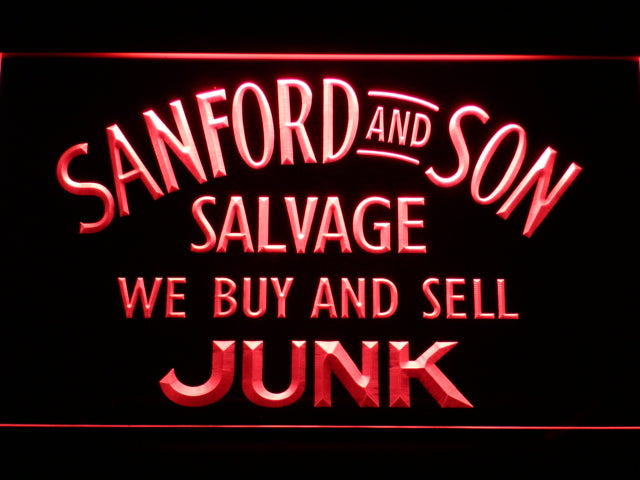 SANFORD AND SON
SALVAGE
WE BUY AND SELL
JUNK